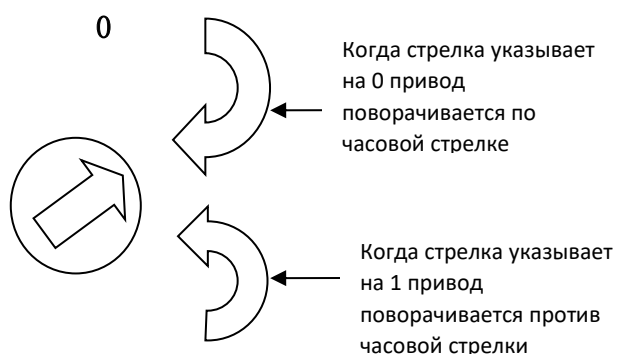 0
Когда стрелка указывает
на 0 привод
поворачивается по
часовой стрелке
Когда стрелка указывает
на 1 привод
поворачивается против
часовой стрелки